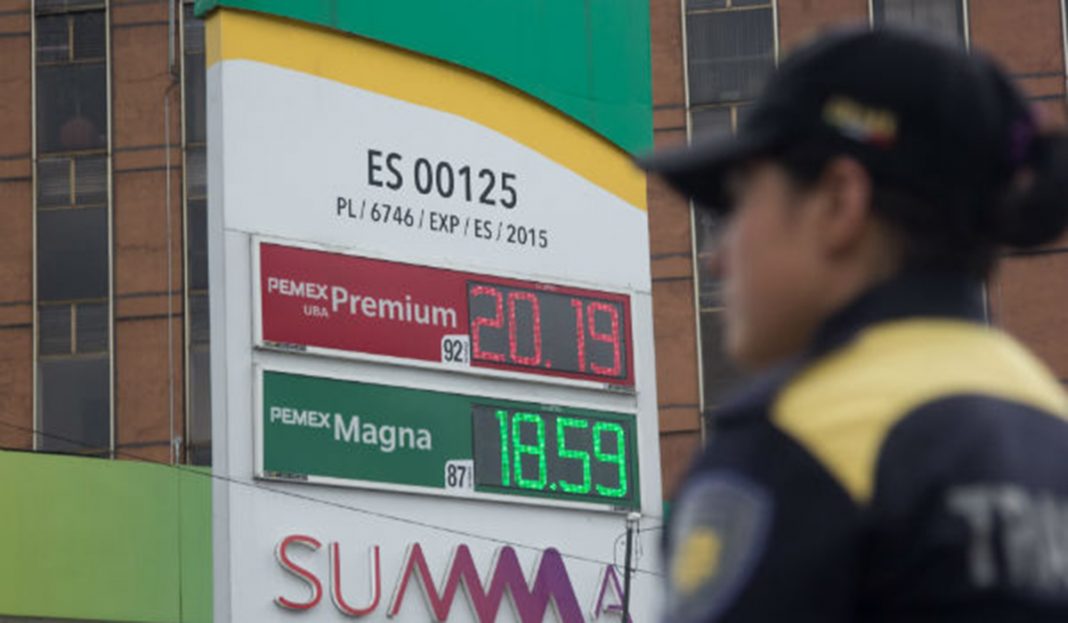 ES 00125
PL / 6746 / EXP / ES / 2015
PEMEX Premium 20.19
UBA
92
PEMEX Magna 18.59
87
SUMMA